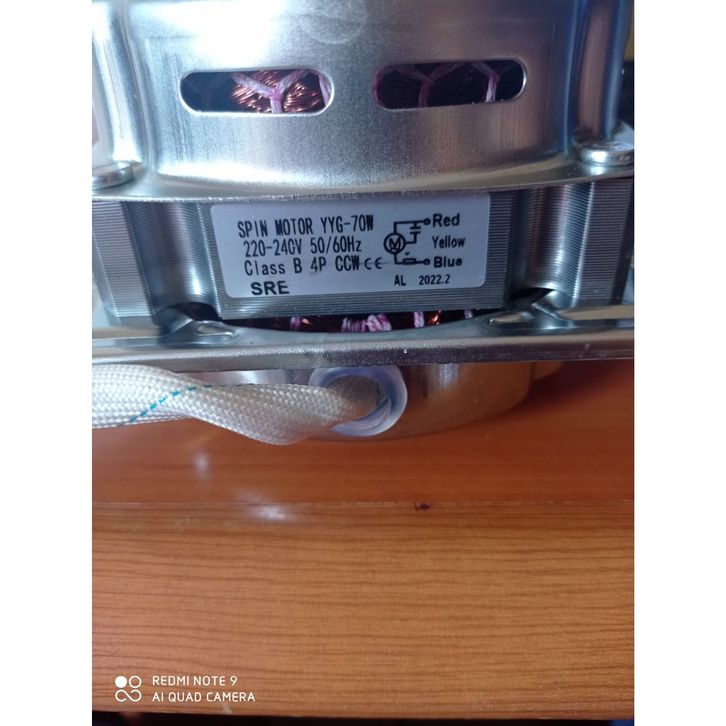 SPIN MOTOR YYG-70W
220-240V 50/60Hz
Class B 4P CCW CE
SRE
M
Red
Yellow
Blue
AL 2022.2
REDMI NOTE 9
AI QUAD CAMERA